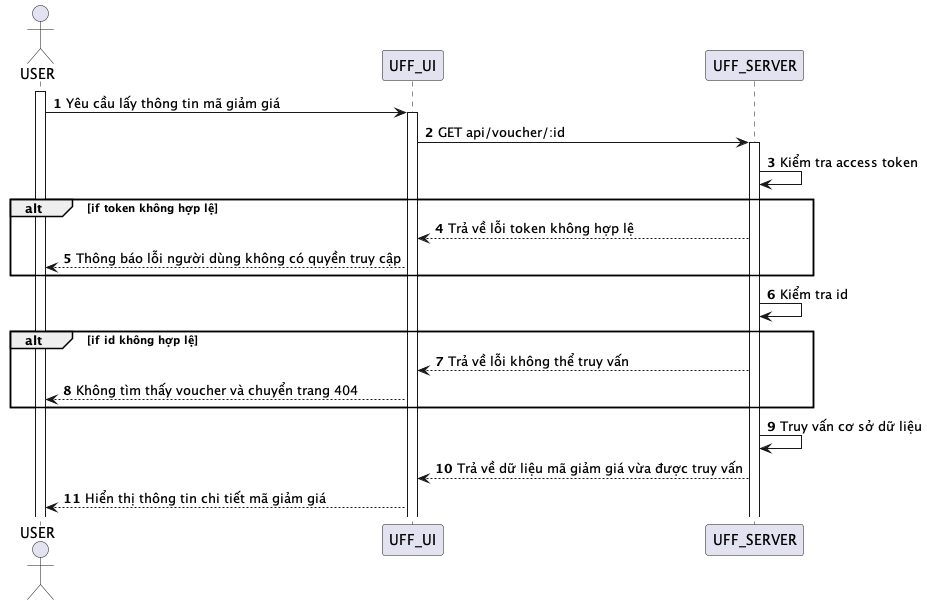 USER
UFF_UI
UFF_SERVER
1 Yêu cầu lấy thông tin mã giảm giá
2 GET api/voucher/:id
3 Kiểm tra access token
alt [if token không hợp lệ]
4 Trả về lỗi token không hợp lệ
5 Thông báo lỗi người dùng không có quyền truy cập
6 Kiểm tra id
alt [if id không hợp lệ]
7 Trả về lỗi không thể truy vấn
8 Không tìm thấy voucher và chuyển trang 404
9 Truy vấn cơ sở dữ liệu
10 Trả về dữ liệu mã giảm giá vừa được truy vấn
11 Hiển thị thông tin chi tiết mã giảm giá
USER
UFF_UI
UFF_SERVER